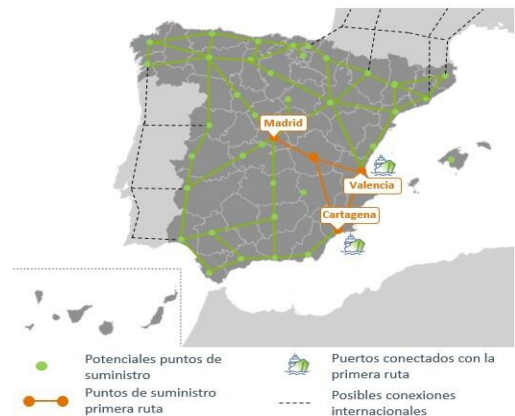 Madrid
Valencia
Cartagena
Potenciales puntos de
suministro
Puertos conectados con la
primera ruta
Puntos de suministro
primera ruta
Posibles conexiones
internacionales